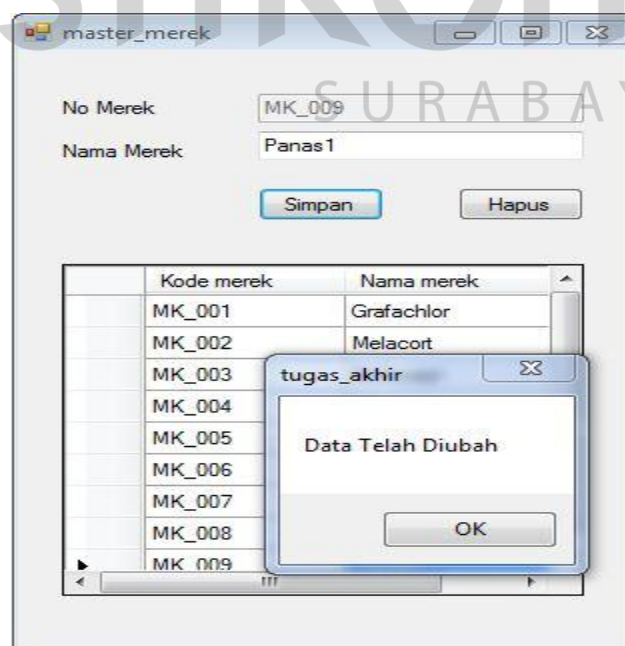 master_merek
SURABAY
No Merek MK_009
Nama Merek Panas1
Simpan Hapus
Kode merek Nama merek
MK_001 Grafachlor
MK_002 Melacort
MK_003
MK_004
MK_005
MK_006
MK_007
MK_008
MK_009
tugas_akhir
Data Telah Diubah
OK